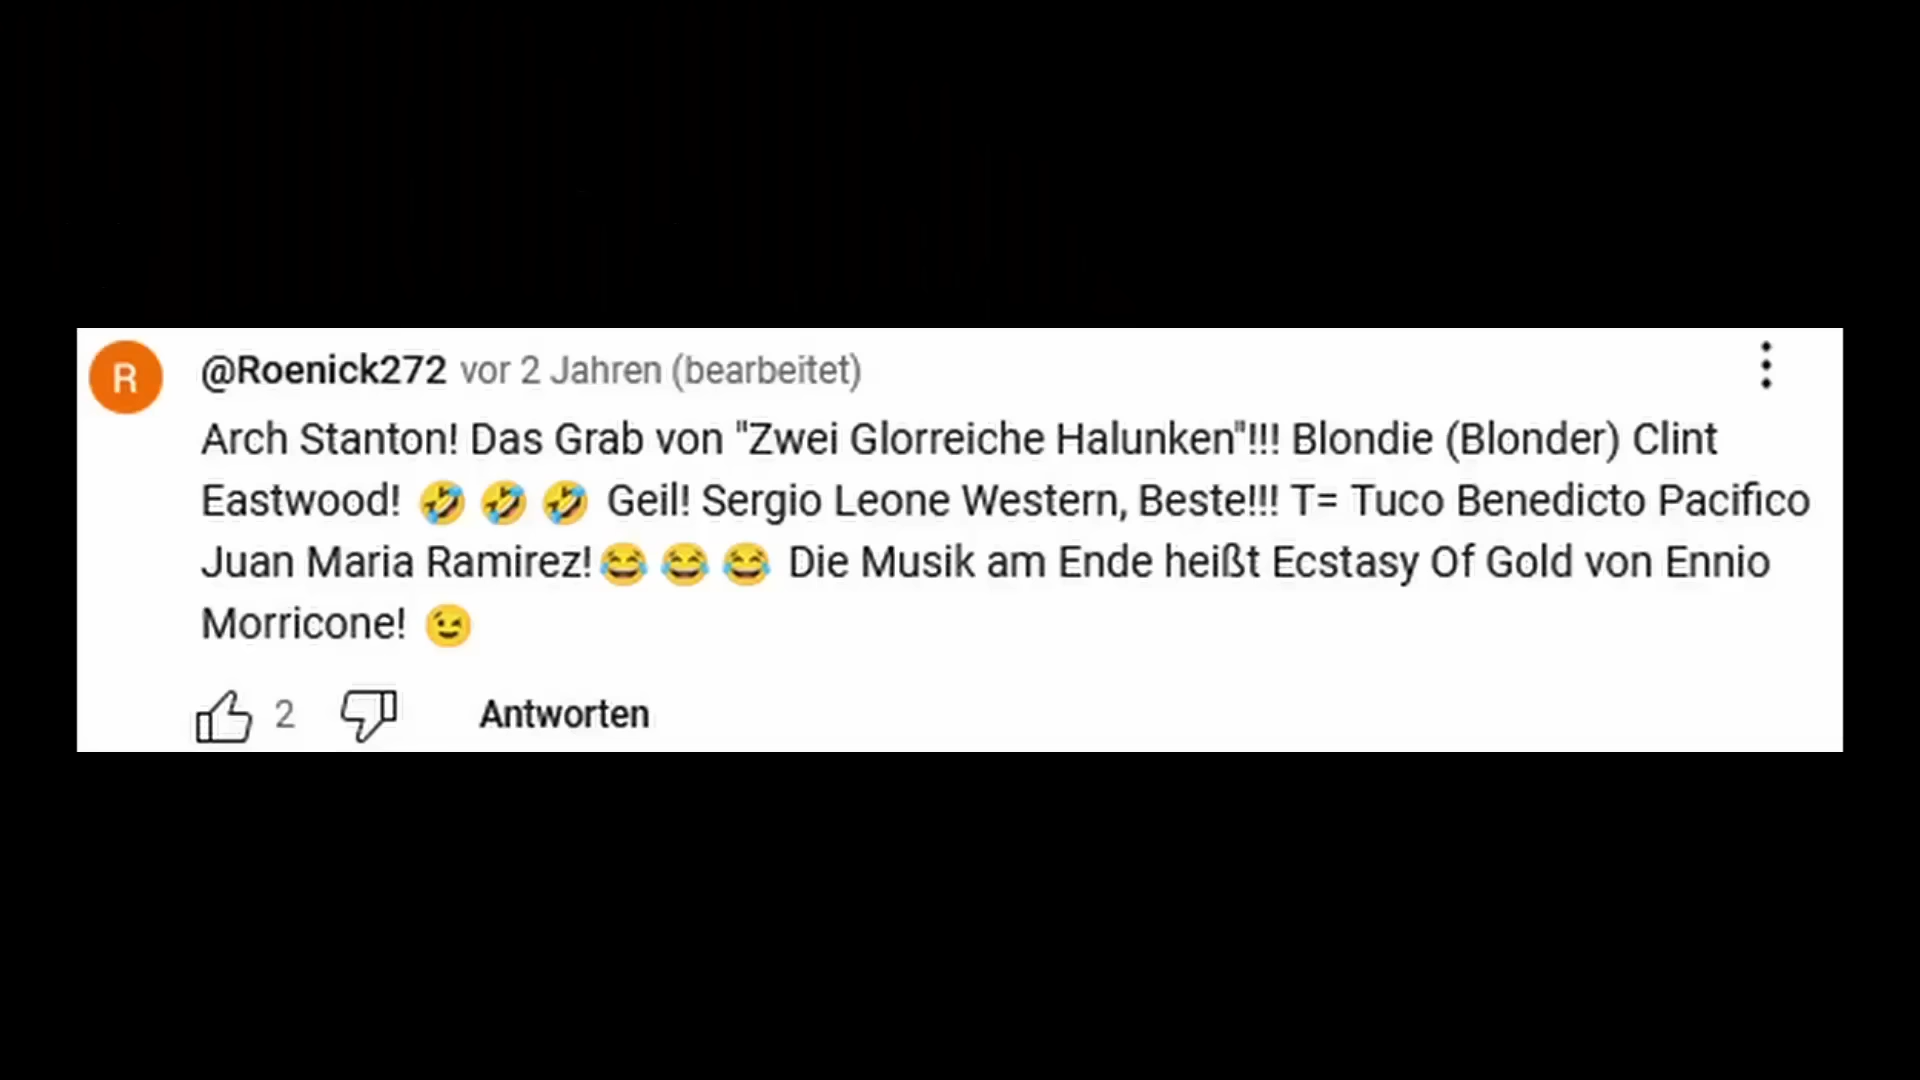 R
@Roenick272 vor 2 Jahren (bearbeitet)
Arch Stanton! Das Grab von "Zwei Glorreiche Halunken"!!! Blondie (Blonder) Clint
Eastwood! 🤣 🤣 🤣 Geil! Sergio Leone Western, Beste!!! T= Tuco Benedicto Pacifico
Juan Maria Ramirez!😂 😂 😂 Die Musik am Ende heißt Ecstasy Of Gold von Ennio
Morricone! 😉
2 Antworten